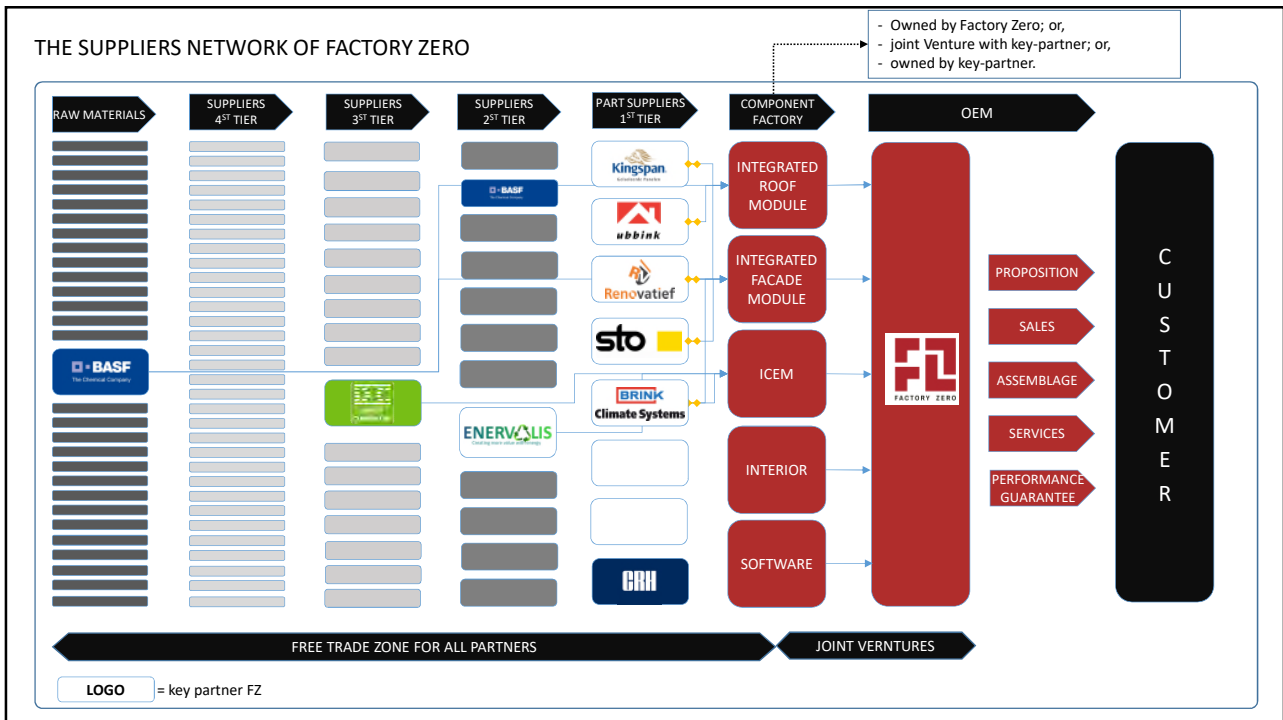 - Owned by Factory Zero; or,
- joint Venture with key-partner; or,
- owned by key-partner.
THE SUPPLIERS NETWORK OF FACTORY ZERO
RAW MATERIALS
SUPPLIERS
4ST TIER
SUPPLIERS
3ST TIER
SUPPLIERS
2ST TIER
PART SUPPLIERS
1ST TIER
COMPONENT
FACTORY
OEM
Kingspan
BASF
The Chemical Company
ubbink
Renovatief
sto
BASF
The Chemical Company
BRINK
Climate Systems
ENERVALIS
CRH
INTEGRATED
ROOF
MODULE
INTEGRATED
FACADE
MODULE
ICEM
INTERIOR
SOFTWARE
FACTORY ZERO
PROPOSITION
SALES
ASSEMBLAGE
SERVICES
PERFORMANCE
GUARANTEE
C
U
S
T
O
M
E
R
FREE TRADE ZONE FOR ALL PARTNERS
JOINT VERNTURES
LOGO = key partner FZ